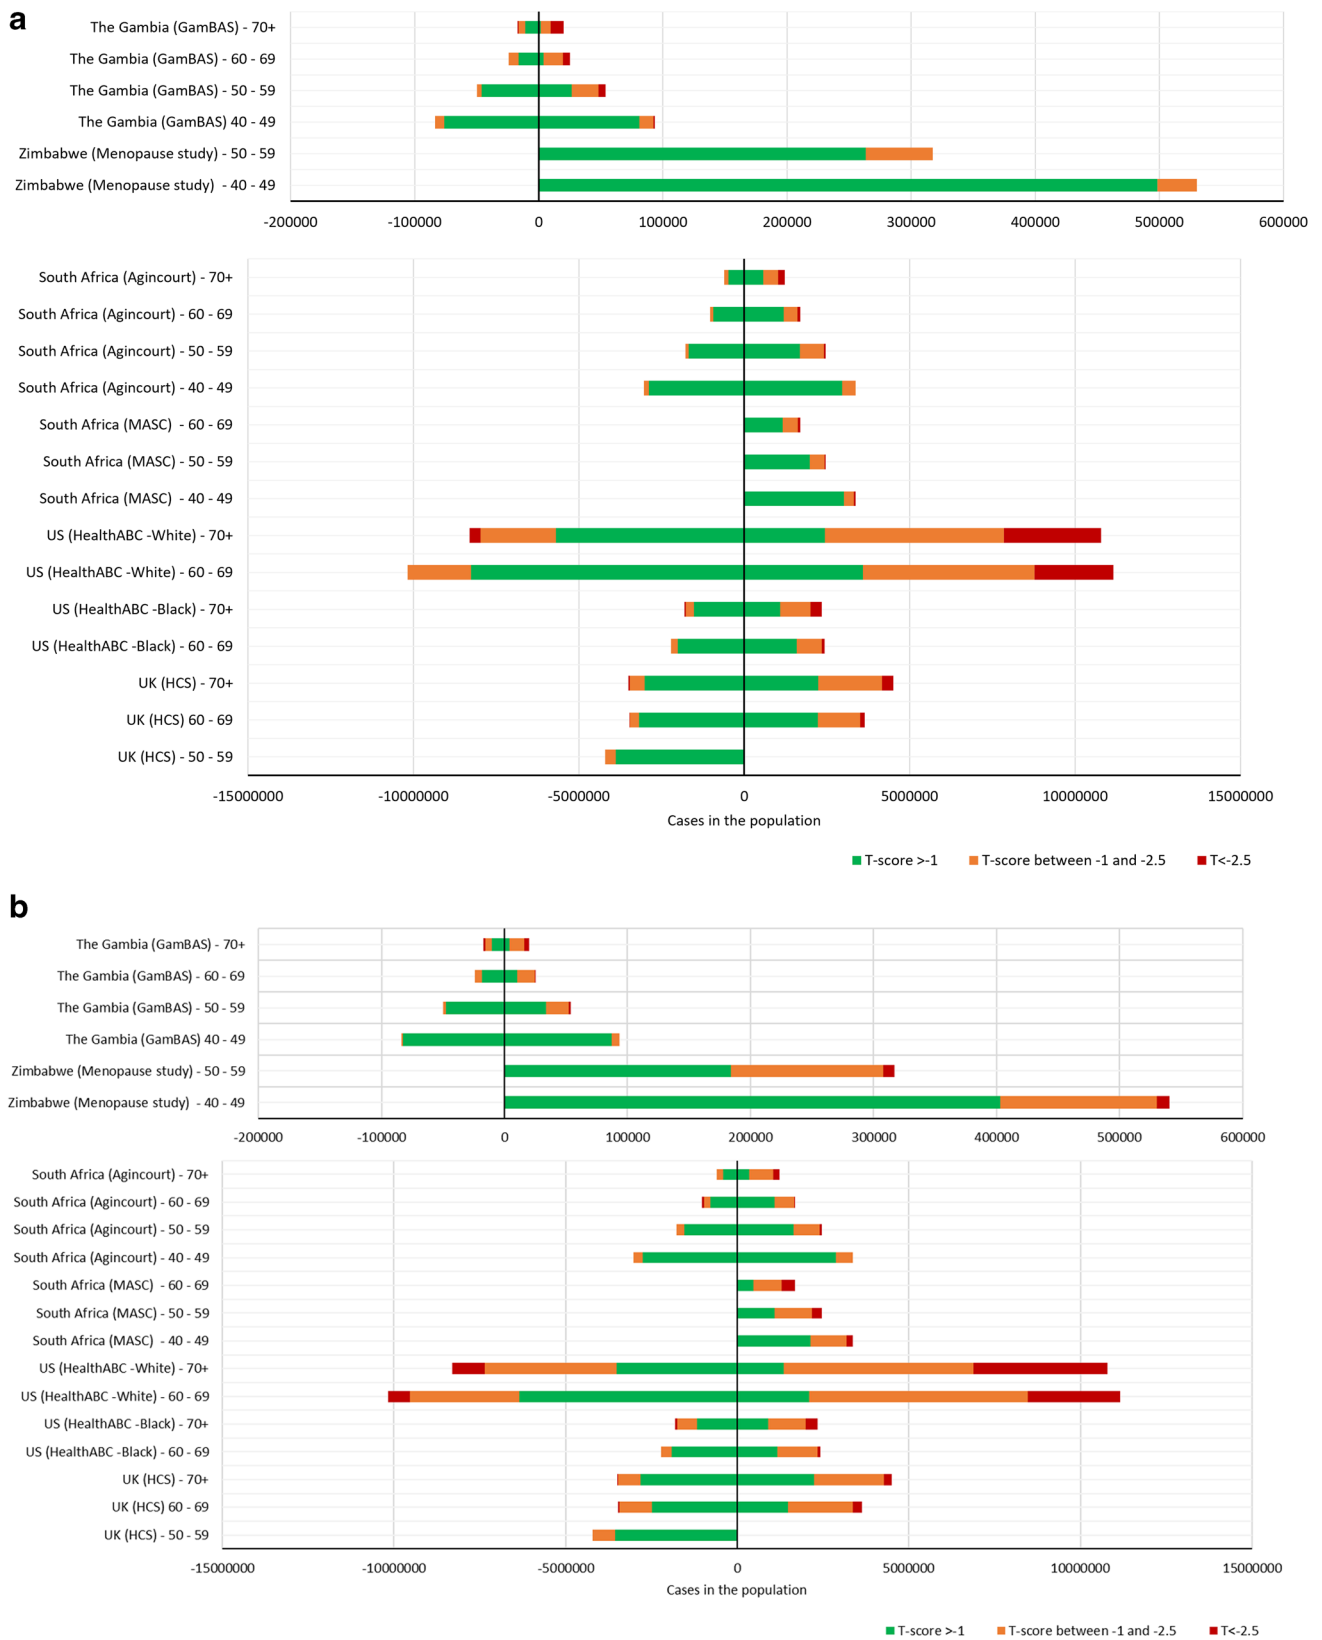 a
The Gambia (GamBAS) - 70+
The Gambia (GamBAS) - 60 - 69
The Gambia (GamBAS) - 50 - 59
The Gambia (GamBAS) 40 - 49
Zimbabwe (Menopause study) - 50 - 59
Zimbabwe (Menopause study) - 40 - 49
-200000 -100000 0 100000 200000 300000 400000 500000 600000
South Africa (Agincourt) - 70+
South Africa (Agincourt) - 60 - 69
South Africa (Agincourt) - 50 - 59
South Africa (Agincourt) - 40 - 49
South Africa (MASC) - 60 - 69
South Africa (MASC) - 50 - 59
South Africa (MASC) - 40 - 49
US (HealthABC -White) - 70+
US (HealthABC -White) - 60 - 69
US (HealthABC -Black) - 70+
US (HealthABC -Black) - 60 - 69
UK (HCS) - 70+
UK (HCS) 60 - 69
UK (HCS) - 50 - 59
-15000000 -10000000 -5000000 0 5000000 10000000 15000000
Cases in the population
T-score >-1 T-score between -1 and -2.5 T<-2.5
b
The Gambia (GamBAS) - 70+
The Gambia (GamBAS) - 60 - 69
The Gambia (GamBAS) - 50 - 59
The Gambia (GamBAS) 40 - 49
Zimbabwe (Menopause study) - 50 - 59
Zimbabwe (Menopause study) - 40 - 49
-200000 -100000 0 100000 200000 300000 400000 500000 600000
South Africa (Agincourt) - 70+
South Africa (Agincourt) - 60 - 69
South Africa (Agincourt) - 50 - 59
South Africa (Agincourt) - 40 - 49
South Africa (MASC) - 60 - 69
South Africa (MASC) - 50 - 59
South Africa (MASC) - 40 - 49
US (HealthABC -White) - 70+
US (HealthABC -White) - 60 - 69
US (HealthABC -Black) - 70+
US (HealthABC -Black) - 60 - 69
UK (HCS) - 70+
UK (HCS) 60 - 69
UK (HCS) - 50 - 59
-15000000 -10000000 -5000000 0 5000000 10000000 15000000
Cases in the population
T-score >-1 T-score between -1 and -2.5 T<-2.5